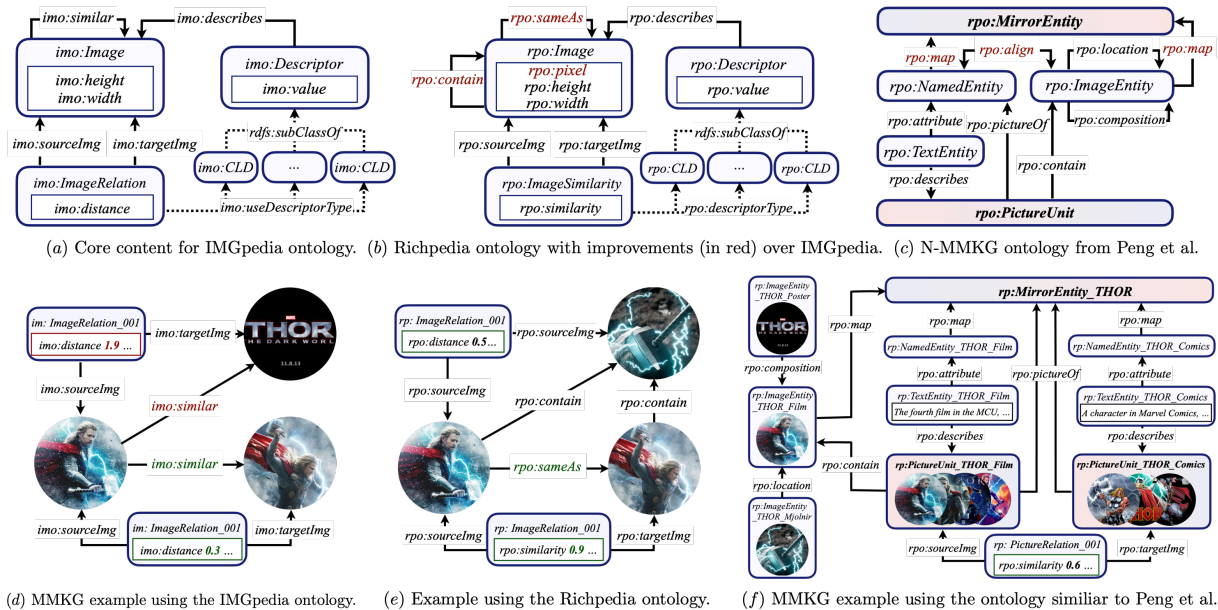 imo:similar
imo:describes
imo:Image
imo:height
imo:width
imo:Descriptor
imo:value
imo:sourceImg
imo:targetImg
rdfs:subClassOf
imo:CLD
...
imo:CLD
imo:ImageRelation
imo:distance
imo:useDescriptorType
(a) Core content for IMGpedia ontology.
rpo:sameAs
rpo:describes
rpo:Image
rpo:contain
rpo:pixel
rpo:height
rpo:width
rpo:Descriptor
rpo:value
rpo:sourceImg
rpo:targetImg
rdfs:subClassOf
rpo:CLD
...
rpo:CLD
rpo:ImageSimilarity
rpo:similarity
rpo:descriptorType
(b) Richpedia ontology with improvements (in red) over IMGpedia.
rpo:MirrorEntity
rpo:map
rpo:align
rpo:location
rpo:map
rpo:NamedEntity
rpo:ImageEntity
rpo:attribute
rpo:pictureOf
rpo:composition
rpo:TextEntity
rpo:contain
rpo:describes
rpo:PictureUnit
(c) N-MMKG ontology from Peng et al.
im: ImageRelation_001
imo:distance 1.9 ...
imo:targetImg
MARVEL
THOR
HE DARK WORL
11.8.13
imo:sourceImg
imo:similar
imo:similar
imo:sourceImg
im: ImageRelation_001
imo:distance 0.3 ...
imo:targetImg
(d) MMKG example using the IMGpedia ontology.
rp: ImageRelation_001
rpo:distance 0.5...
rpo:sourceImg
rpo:sourceImg
rpo:contain
rpo:contain
rpo:sameAs
rpo:sourceImg
rp: ImageRelation_001
rpo:similarity 0.9 ...
rpo:targetImg
(e) Example using the Richpedia ontology.
rp:ImageEntity
_THOR_Poster
THOR
rpo:composition
rp:ImageEntity
_THOR_Film
rpo:location
rp:ImageEntity
_THOR_Mjolnir
rpo:map
rpo:contain
rp:MirrorEntity_THOR
rpo:map
rpo:map
rp:NamedEntity_THOR_Film
rp:NamedEntity_THOR_Comics
rpo:attribute
rpo:pictureOf
rpo:attribute
rp:TextEntity_THOR_Film
The fourth film in the MCU, ...
rp:TextEntity_THOR_Comics
A character in Marvel Comics, ...
rpo:describes
rpo:describes
rp:PictureUnit_THOR_Film
rp:PictureUnit_THOR_Comics
THOR
rpo:sourceImg
rp: PictureRelation_001
rpo:similarity 0.6 ...
rpo:targetImg
(f) MMKG example using the ontology similiar to Peng et al.